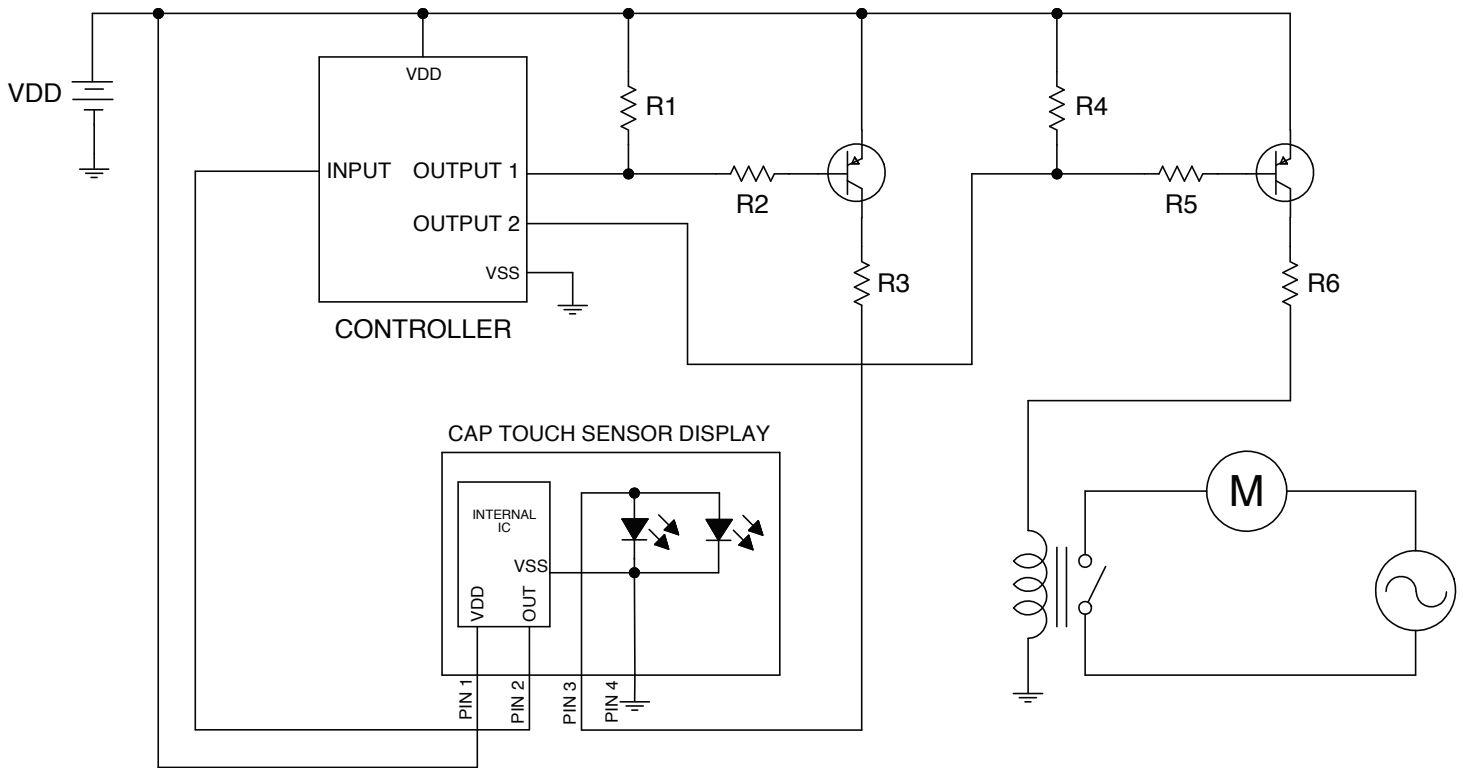 VDD
VDD
INPUT
OUTPUT 1
OUTPUT 2
VSS
CONTROLLER
R1
R2
R3
R4
R5
R6
CAP TOUCH SENSOR DISPLAY
INTERNAL
IC
VSS
VDD
OUT
PIN 1
PIN 2
PIN 3
PIN 4
M